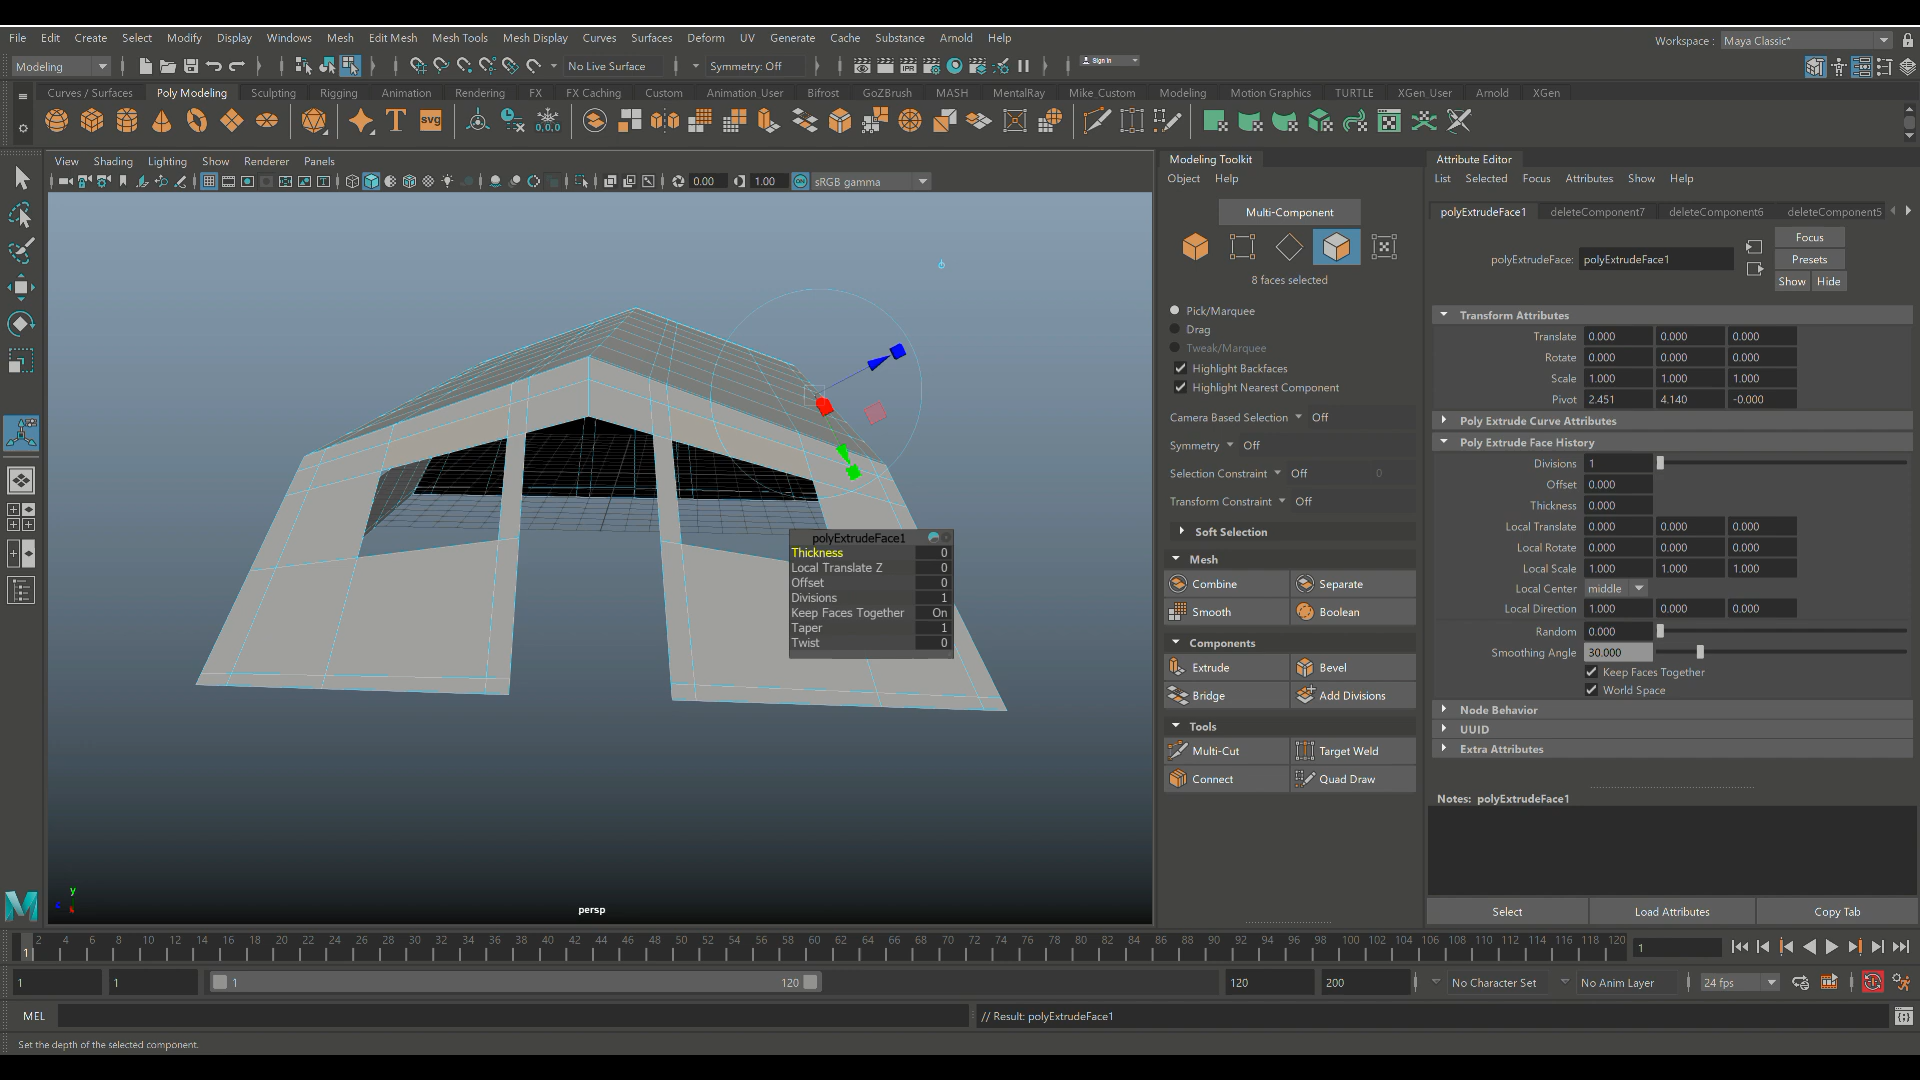 File Edit Create Select Modify Display Windows Mesh Edit Mesh Mesh Tools Mesh Display Curves Surfaces Deform UV Generate Cache Substance Arnold Help
Workspace : Maya Classic*
Modeling No Live Surface Symmetry: Off Sign In
Curves / Surfaces Poly Modeling Sculpting Rigging Animation Rendering FX FX Caching Custom Animation_User Bifrost GoZBrush MASH MentalRay Mike_Custom Modeling Motion Graphics TURTLE XGen_User Arnold XGen
T SVG 0,0,0
View Shading Lighting Show Renderer Panels
0.00 1.00 ON sRGB gamma
Modeling Toolkit
Object Help
Multi-Component
8 faces selected
Pick/Marquee
Drag
Tweak/Marquee
Highlight Backfaces
Highlight Nearest Component
Camera Based Selection Off
Symmetry Off
Selection Constraint Off 0
Transform Constraint Off
Soft Selection
Mesh
Combine Separate
Smooth Boolean
Components
Extrude Bevel
Bridge Add Divisions
Tools
Multi-Cut Target Weld
Connect Quad Draw
Attribute Editor
List Selected Focus Attributes Show Help
polyExtrudeFace1 deleteComponent7 deleteComponent6 deleteComponent5
Focus
polyExtrudeFace: polyExtrudeFace1 Presets
Show Hide
Transform Attributes
Translate 0.000 0.000 0.000
Rotate 0.000 0.000 0.000
Scale 1.000 1.000 1.000
Pivot 2.451 4.140 -0.000
Poly Extrude Curve Attributes
Poly Extrude Face History
Divisions 1
Offset 0.000
Thickness 0.000
Local Translate 0.000 0.000 0.000
Local Rotate 0.000 0.000 0.000
Local Scale 1.000 1.000 1.000
Local Center middle
Local Direction 1.000 0.000 0.000
Random 0.000
Smoothing Angle 30.000
Keep Faces Together
World Space
Node Behavior
UUID
Extra Attributes
Notes: polyExtrudeFace1
Select Load Attributes Copy Tab
polyExtrudeFace1
Thickness 0
Local Translate Z 0
Offset 0
Divisions 1
Keep Faces Together On
Taper 1
Twist 0
y
persp
2 4 6 8 10 12 14 16 18 20 22 24 26 28 30 32 34 36 38 40 42 44 46 48 50 52 54 56 58 60 62 64 66 68 70 72 74 76 78 80 82 84 86 88 90 92 94 96 98 100 102 104 106 108 110 112 114 116 118 120
1 1
1 1 1 120 120 200 No Character Set No Anim Layer 24 fps
MEL // Result: polyExtrudeFace1
Set the depth of the selected component.